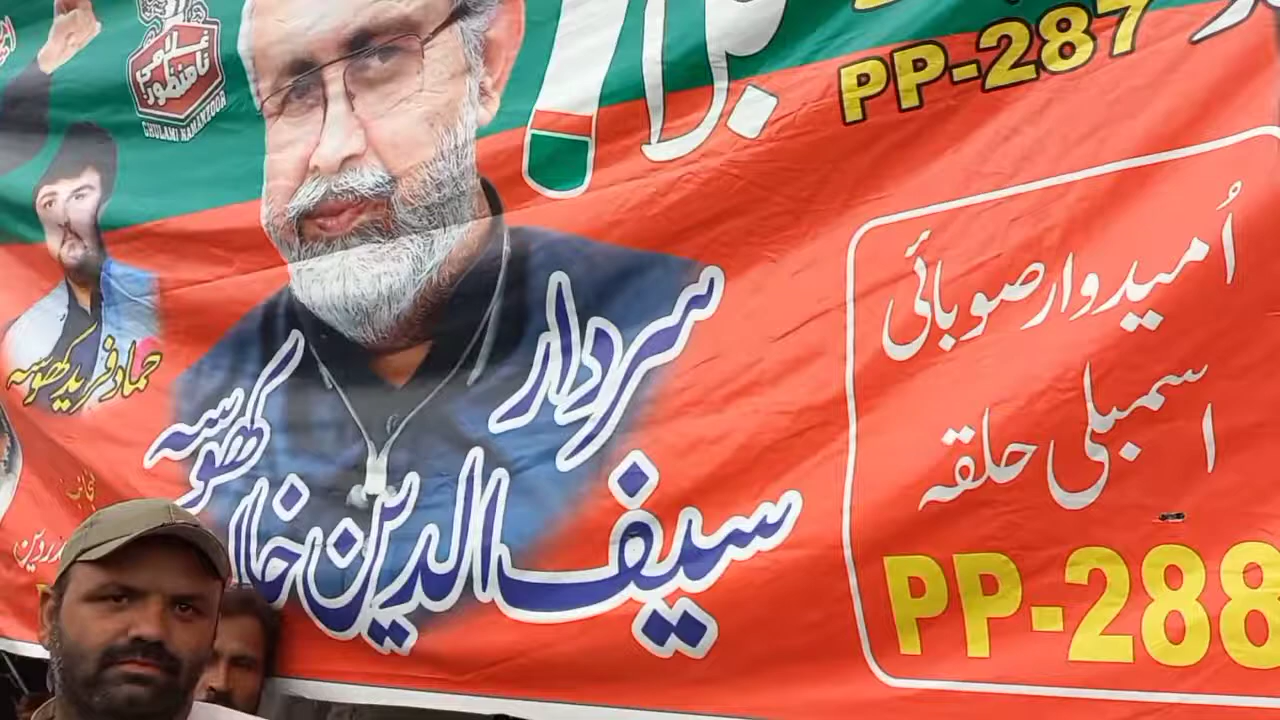 غلامی
نامنظور
GHULAMI NAMANZOOR
PP-287
حماد فرید کھوسہ
سردار
سیف الدین خان کھوسہ
اُمیدوار صوبائی
اسمبلی حلقہ
PP-288